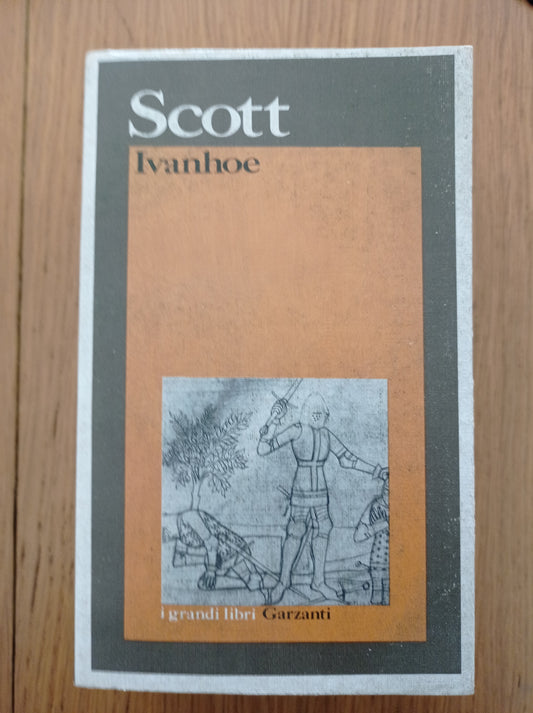 Scott
Ivanhoe
i grandi libri Garzanti